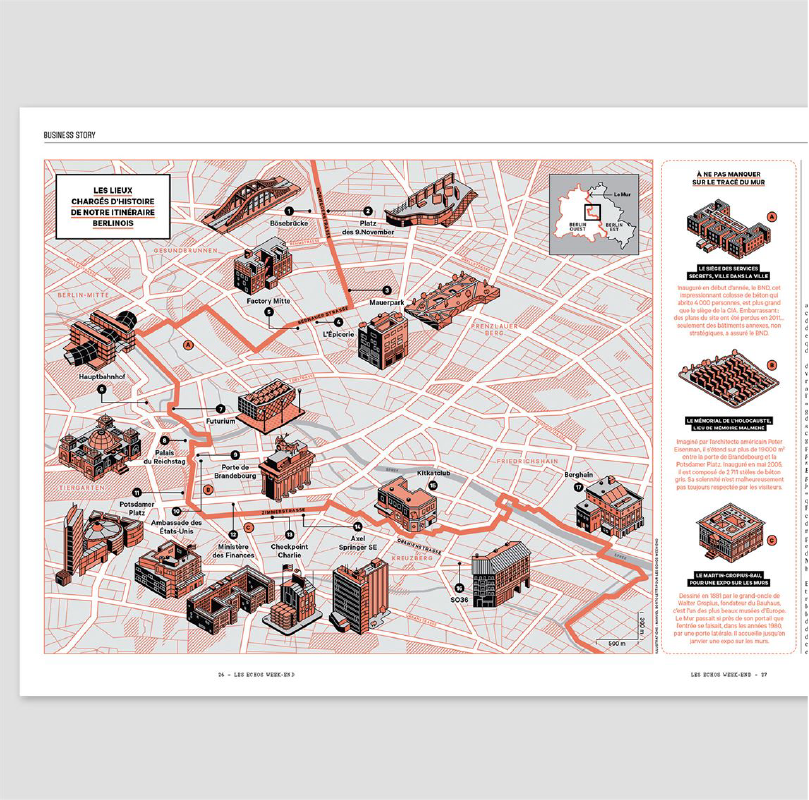 BUSINESS STORY
LES LIEUX
CHARGÉS D'HISTOIRE
DE NOTRE ITINÉRAIRE
BERLINOIS
1
Bösebrücke
2
Platz
des 9.November
Le Mur
BERLIN
OUEST
BERLIN
EST
GESUNDBRUNNEN
Factory Mitte
5
3
Mauerpark
BERLIN-MITTE
BERNAUER STRASSE
4
L'Épicerie
PRENZLAUER
BERG
A
Hauptbahnhof
6
7
Futurium
8
Palais
du Reichstag
9
Porte de
Brandebourg
B
TIERGARTEN
11
Potsdamer
Platz
10
Ambassade des
États-Unis
FRIEDRICHSHAIN
Kitkatclub
15
Berghain
17
ZIMMERSTRASSE
C
12
Ministère
des Finances
13
Checkpoint
Charlie
14
Axel
Springer SE
ORANIENSTRASSE
KREUZBERG
16
SO36
500 m
300 m
À NE PAS MANQUER
SUR LE TRACÉ DU MUR
A
LE SIÈGE DES SERVICES
SECRETS, VILLE DANS LA VILLE
Inauguré en début d'année, le BND, cet
impressionnant colosse de béton qui
abrite 4 000 personnes, est plus grand
que le siège de la CIA. Embarrassant :
des plans du site ont été perdus en 2011...
seulement des bâtiments annexes, non
stratégiques, a assuré le BND.
B
LE MÉMORIAL DE L'HOLOCAUSTE,
LIEU DE MÉMOIRE MALMENÉ
Imaginé par l'architecte américain Peter
Eisenman, il s'étend sur plus de 19 000 m²
entre la porte de Brandebourg et la
Potsdamer Platz. Inauguré en mai 2005,
il est composé de 2 711 stèles de béton
gris. Sa solennité n'est malheureusement
pas toujours respectée par les visiteurs.
C
LE MARTIN-GROPIUS-BAU,
POUR UNE EXPO SUR LES MURS
Dessiné en 1881 par le grand-oncle de
Walter Gropius, fondateur du Bauhaus,
c'est l'un des plus beaux musées d'Europe.
Le Mur passait si près de son portail que
l'entrée se faisait, dans les années 1980,
par une porte latérale. Il accueille jusqu'en
janvier une expo sur les murs.
26 – LES ECHOS WEEK-END
LES ECHOS WEEK-END – 27